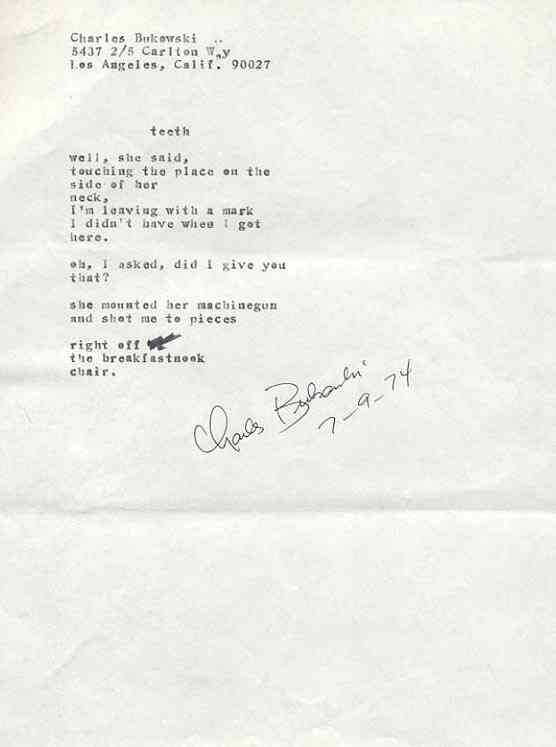 Charles Bukowski
5437 2/5 Carlton Way
Los Angeles, Calif. 90027
teeth
well, she said,
touching the place on the
side of her
neck,
I'm leaving with a mark
I didn't have when I got
here.
oh, I asked, did I give you
that?
she mounted her machinegun
and shot me to pieces
right off
the breakfastnook
chair.
Charles Bukowski
7-9-74